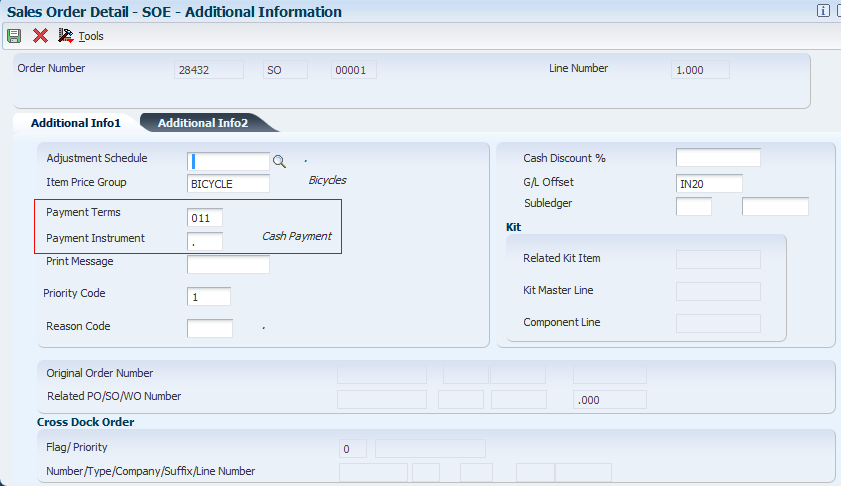 Sales Order Detail - SOE - Additional Information
Tools
Order Number 28432 SO 00001 Line Number 1.000
Additional Info1 Additional Info2
Adjustment Schedule .
Item Price Group BICYCLE Bicycles
Payment Terms 011
Payment Instrument . Cash Payment
Print Message
Priority Code 1
Reason Code .
Cash Discount %
G/L Offset IN20
Subledger
Kit
Related Kit Item
Kit Master Line
Component Line
Original Order Number
Related PO/SO/WO Number .000
Cross Dock Order
Flag/ Priority 0
Number/Type/Company/Suffix/Line Number